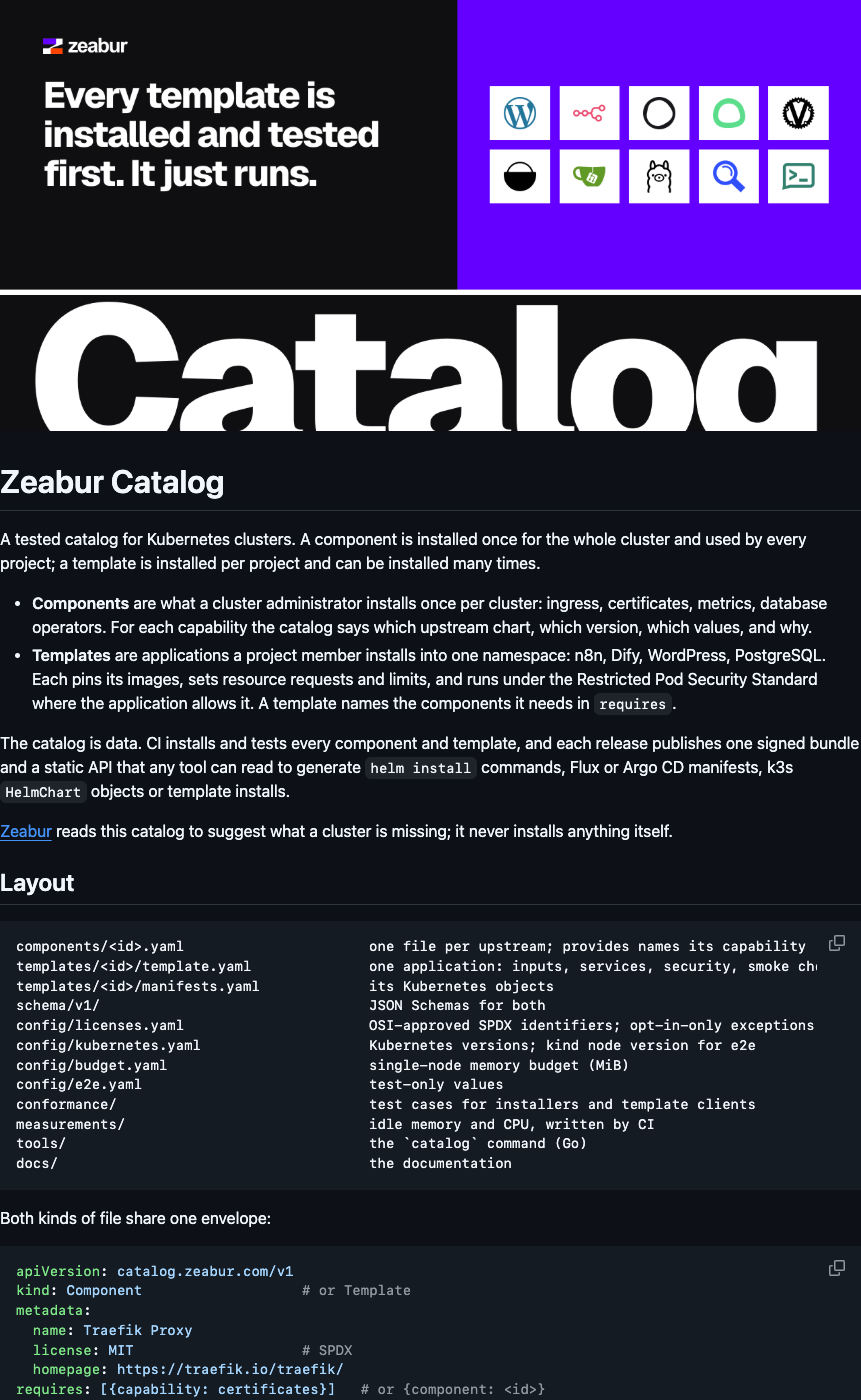 zeabur
Every template is
installed and tested
first. It just runs.
Catalog
Zeabur Catalog
A tested catalog for Kubernetes clusters. A component is installed once for the whole cluster and used by every
project; a template is installed per project and can be installed many times.
• Components are what a cluster administrator installs once per cluster: ingress, certificates, metrics, database
operators. For each capability the catalog says which upstream chart, which version, which values, and why.
• Templates are applications a project member installs into one namespace: n8n, Dify, WordPress, PostgreSQL.
Each pins its images, sets resource requests and limits, and runs under the Restricted Pod Security Standard
where the application allows it. A template names the components it needs in requires.
The catalog is data. CI installs and tests every component and template, and each release publishes one signed bundle
and a static API that any tool can read to generate helm install commands, Flux or Argo CD manifests, k3s
HelmChart objects or template installs.
Zeabur reads this catalog to suggest what a cluster is missing; it never installs anything itself.
Layout
components/<id>.yaml one file per upstream; provides names its capability
templates/<id>/template.yaml one application: inputs, services, security, smoke che
templates/<id>/manifests.yaml its Kubernetes objects
schema/v1/ JSON Schemas for both
config/licenses.yaml OSI-approved SPDX identifiers; opt-in-only exceptions
config/kubernetes.yaml Kubernetes versions; kind node version for e2e
config/budget.yaml single-node memory budget (MiB)
config/e2e.yaml test-only values
conformance/ test cases for installers and template clients
measurements/ idle memory and CPU, written by CI
tools/ the `catalog` command (Go)
docs/ the documentation
Both kinds of file share one envelope:
apiVersion: catalog.zeabur.com/v1
kind: Component # or Template
metadata:
name: Traefik Proxy
license: MIT # SPDX
homepage: https://traefik.io/traefik/
requires: [{capability: certificates}] # or {component: <id>}